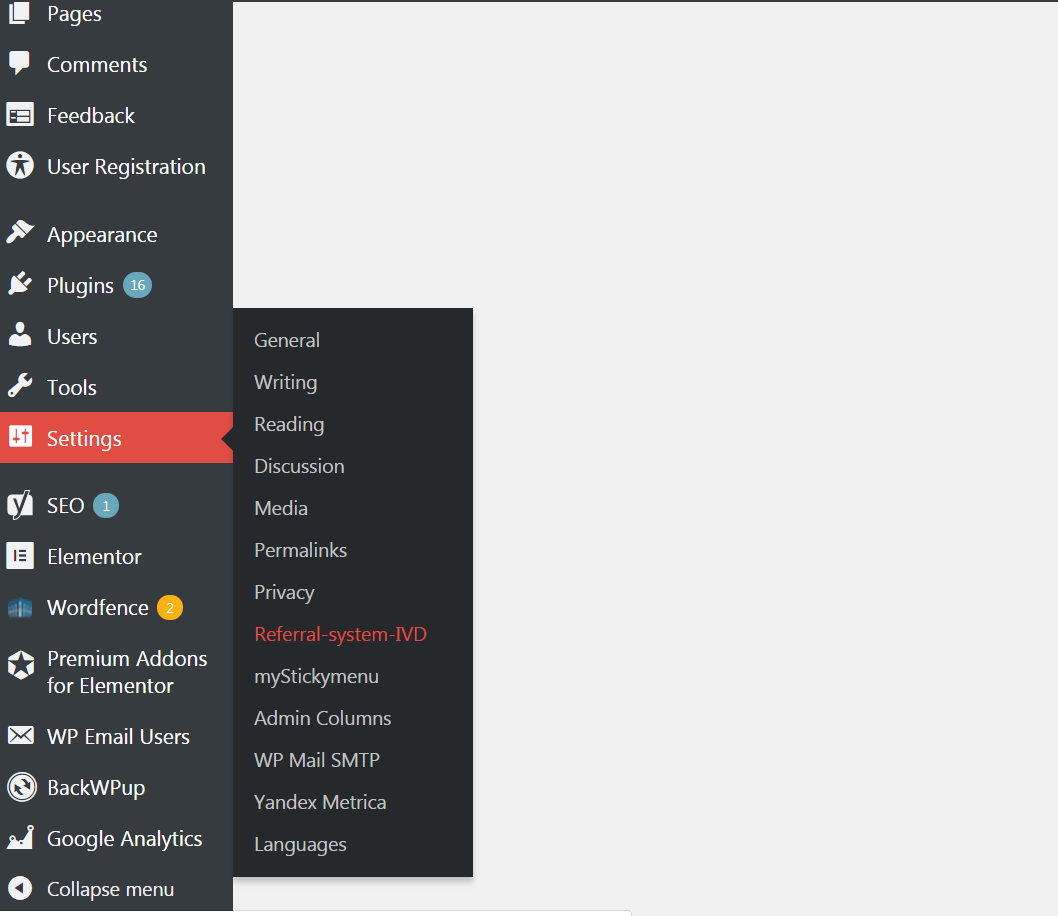 Pages
Comments
Feedback
User Registration
Appearance
Plugins 16
Users
Tools
Settings
General
Writing
Reading
Discussion
Media
Permalinks
Privacy
Referral-system-IVD
myStickymenu
Admin Columns
WP Mail SMTP
Yandex Metrica
Languages
SEO 1
Elementor
Wordfence 2
Premium Addons
for Elementor
WP Email Users
BackWPup
Google Analytics
Collapse menu